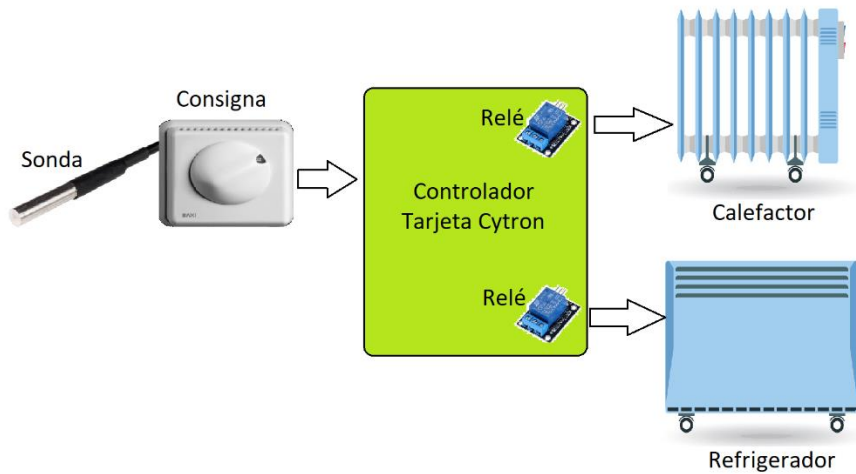 Consigna
Sonda
Relé
Controlador
Tarjeta Cytron
Calefactor
Relé
Refrigerador